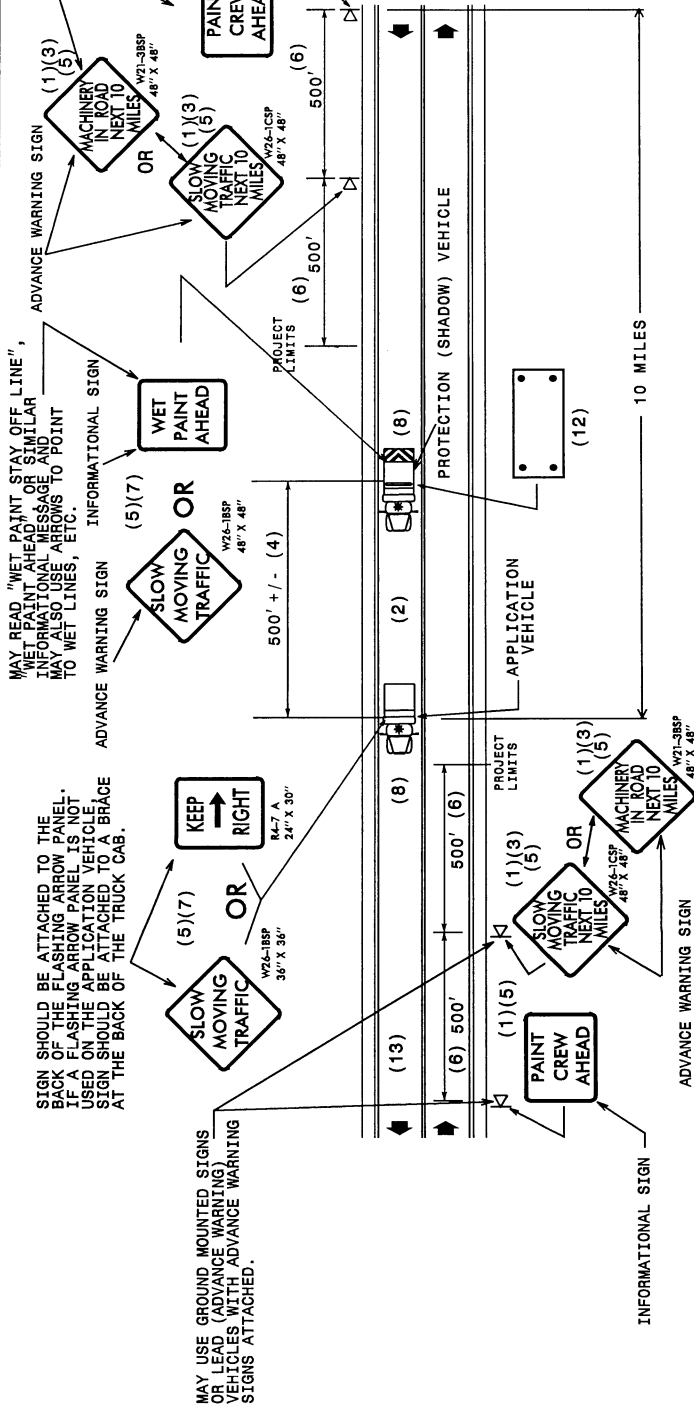 MAY READ "WET PAINT STAY OFF LINE",
"WET PAINT AHEAD" OR SIMILAR
INFORMATIONAL MESSAGE AND
MAY ALSO USE ARROWS TO POINT
TO WET LINES, ETC.
SIGN SHOULD BE ATTACHED TO THE
BACK OF THE FLASHING ARROW PANEL.
IF A FLASHING ARROW PANEL IS NOT
USED ON THE APPLICATION VEHICLE,
SIGN SHOULD BE ATTACHED TO A BRACE
AT THE BACK OF THE TRUCK CAB.
MAY USE GROUND MOUNTED SIGNS
OR LEAD (ADVANCE WARNING)
VEHICLES WITH ADVANCE WARNING
SIGNS ATTACHED.
SLOW
MOVING
TRAFFIC
W26-1BSP
36" X 36"
(5)(7)
OR
KEEP
RIGHT
R4-7 A
24" X 30"
ADVANCE WARNING SIGN
SLOW
MOVING
TRAFFIC
W26-1BSP
48" X 48"
(5)(7)
OR
INFORMATIONAL SIGN
WET
PAINT
AHEAD
ADVANCE WARNING SIGN
MACHINERY
IN ROAD
NEXT 10
MILES
W21-3BSP
48" X 48"
(1)(3)
(5)
OR
SLOW
MOVING
TRAFFIC
NEXT 10
MILES
W26-1CSP
48" X 48"
(1)(3)
(5)
PAIN
CREW
AHEA
500' +/- (4)
PROJECT
LIMITS
(6) 500'
500' (6)
(13)
(8)
(2)
(8)
PROTECTION (SHADOW) VEHICLE
APPLICATION
VEHICLE
(12)
10 MILES
(6) 500'
500' (6)
PROJECT
LIMITS
(1)(5)
PAINT
CREW
AHEAD
INFORMATIONAL SIGN
(1)(3)
(5)
SLOW
MOVING
TRAFFIC
NEXT 10
MILES
W26-1CSP
48" X 48"
OR
(1)(3)
(5)
MACHINERY
IN ROAD
NEXT 10
MILES
W21-3BSP
48" X 48"
ADVANCE WARNING SIGN